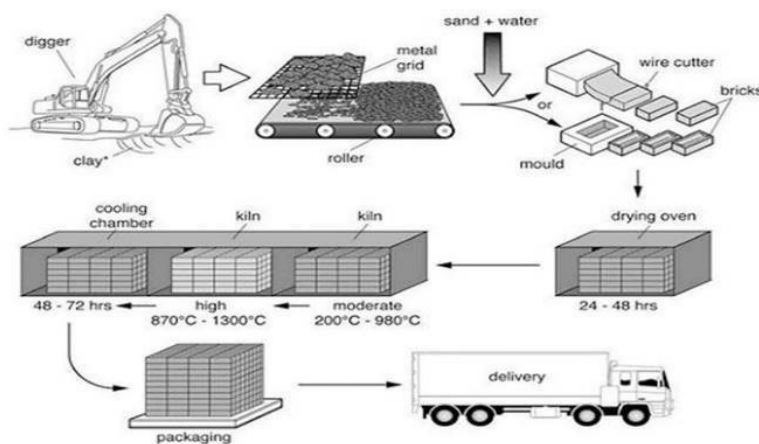 digger
clay*
metal
grid
roller
sand + water
wire cutter
or
bricks
mould
drying oven
24 - 48 hrs
kiln
moderate
200°C - 980°C
kiln
high
870°C - 1300°C
cooling
chamber
48 - 72 hrs
packaging
delivery